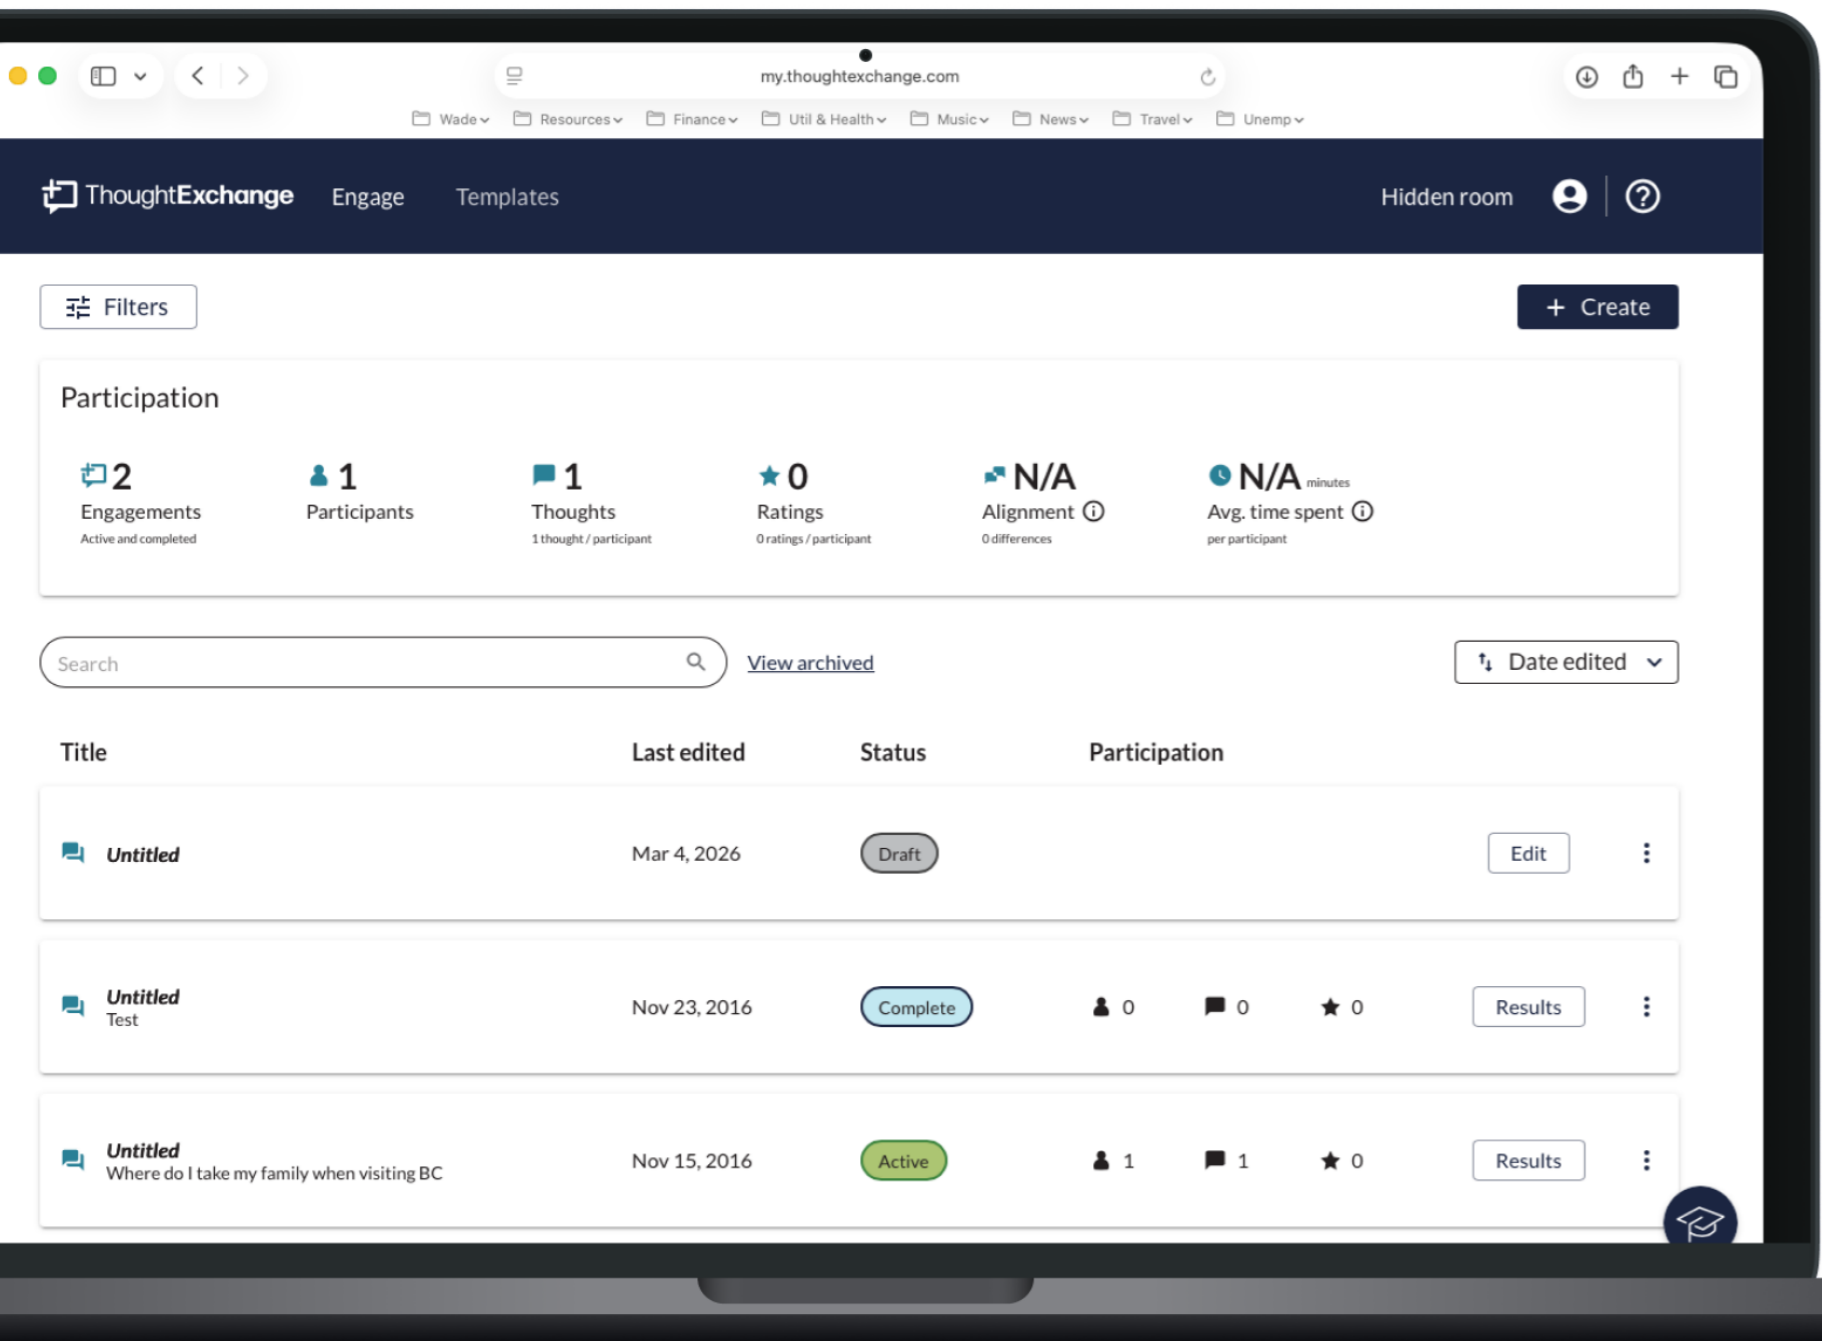 my.thoughtexchange.com
Wade Resources Finance Util & Health Music News Travel Unemp
ThoughtExchange Engage Templates Hidden room
Filters
+ Create
Participation
2 1 1 0 N/A N/A minutes
Engagements Participants Thoughts Ratings Alignment Avg. time spent
Active and completed 1 thought / participant 0 ratings / participant 0 differences per participant
Search View archived Date edited
Title Last edited Status Participation
Untitled Mar 4, 2026 Draft Edit
Untitled
Test
Nov 23, 2016 Complete 0 0 0 Results
Untitled
Where do I take my family when visiting BC
Nov 15, 2016 Active 1 1 0 Results